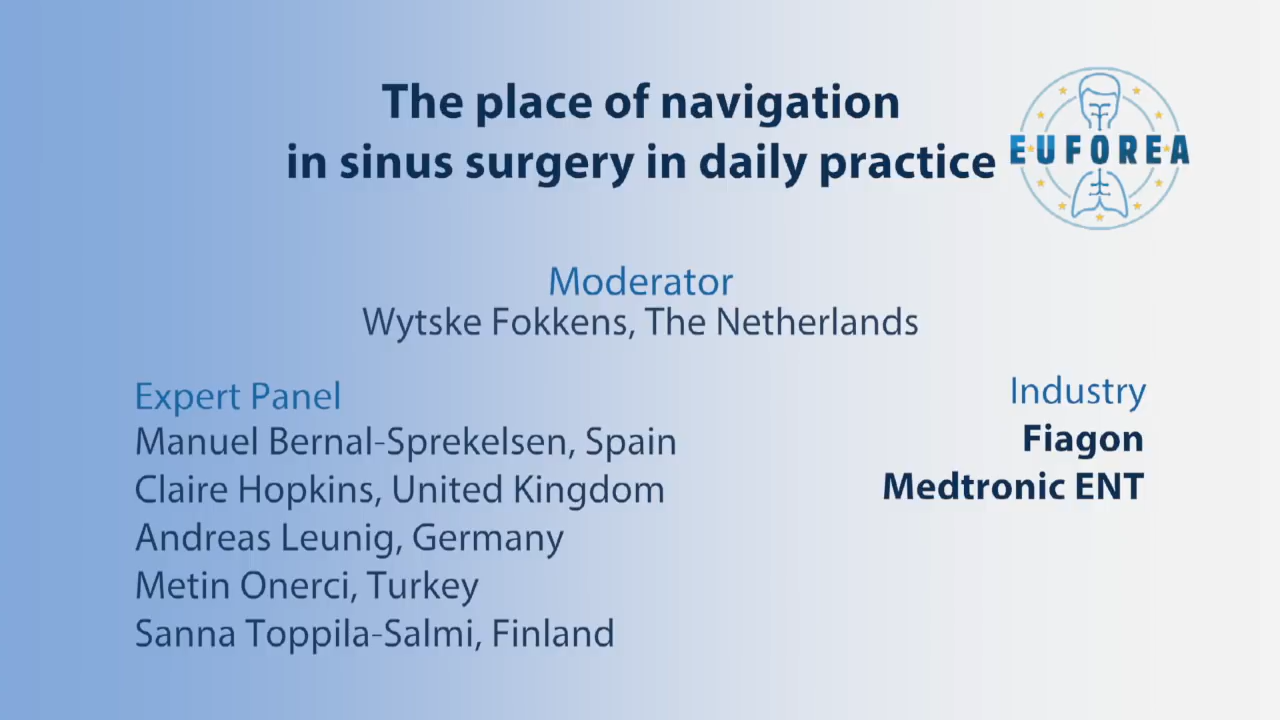 The place of navigation
in sinus surgery in daily practice
EUFOREA
Moderator
Wytske Fokkens, The Netherlands
Expert Panel
Manuel Bernal-Sprekelsen, Spain
Claire Hopkins, United Kingdom
Andreas Leunig, Germany
Metin Onerci, Turkey
Sanna Toppila-Salmi, Finland
Industry
Fiagon
Medtronic ENT